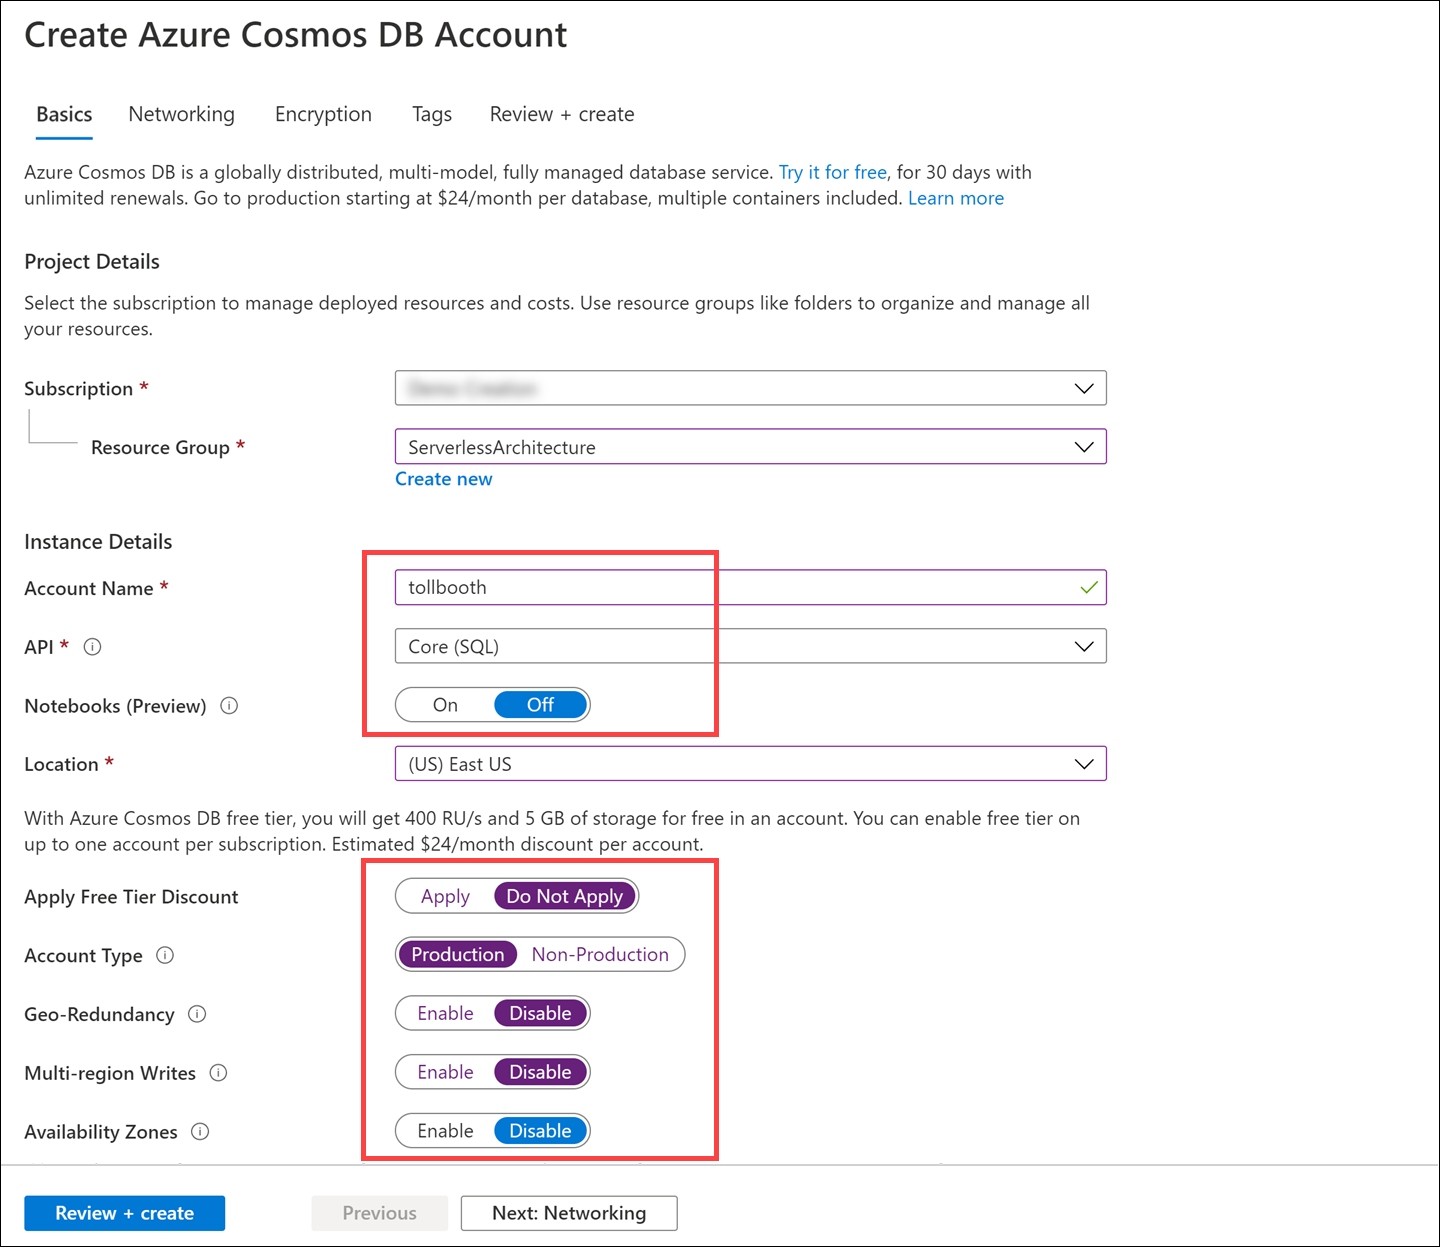 Create Azure Cosmos DB Account
Basics Networking Encryption Tags Review + create
Azure Cosmos DB is a globally distributed, multi-model, fully managed database service. Try it for free, for 30 days with
unlimited renewals. Go to production starting at $24/month per database, multiple containers included. Learn more
Project Details
Select the subscription to manage deployed resources and costs. Use resource groups like folders to organize and manage all
your resources.
Subscription *
Resource Group * ServerlessArchitecture
Create new
Instance Details
Account Name * tollbooth
API * Core (SQL)
Notebooks (Preview) On Off
Location * (US) East US
With Azure Cosmos DB free tier, you will get 400 RU/s and 5 GB of storage for free in an account. You can enable free tier on
up to one account per subscription. Estimated $24/month discount per account.
Apply Free Tier Discount Apply Do Not Apply
Account Type Production Non-Production
Geo-Redundancy Enable Disable
Multi-region Writes Enable Disable
Availability Zones Enable Disable
Review + create Previous Next: Networking